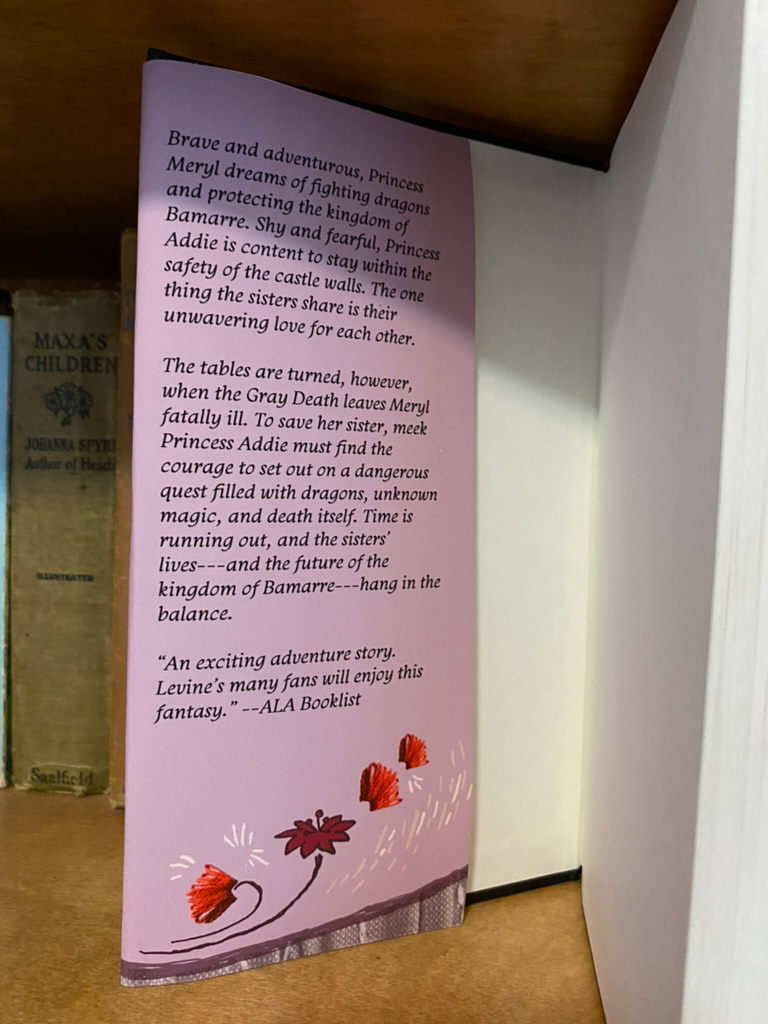 Brave and adventurous, Princess
Meryl dreams of fighting dragons
and protecting the kingdom of
Bamarre. Shy and fearful, Princess
Addie is content to stay within the
safety of the castle walls. The one
thing the sisters share is their
unwavering love for each other.
The tables are turned, however,
when the Gray Death leaves Meryl
fatally ill. To save her sister, meek
Princess Addie must find the
courage to set out on a dangerous
quest filled with dragons, unknown
magic, and death itself. Time is
running out, and the sisters'
lives---and the future of the
kingdom of Bamarre---hang in the
balance.
“An exciting adventure story.
Levine's many fans will enjoy this
fantasy.” --ALA Booklist
MAXA'S
CHILDREN
JOHANNA SPYRI
Author of Heidi
ILLUSTRATED
Saalfield